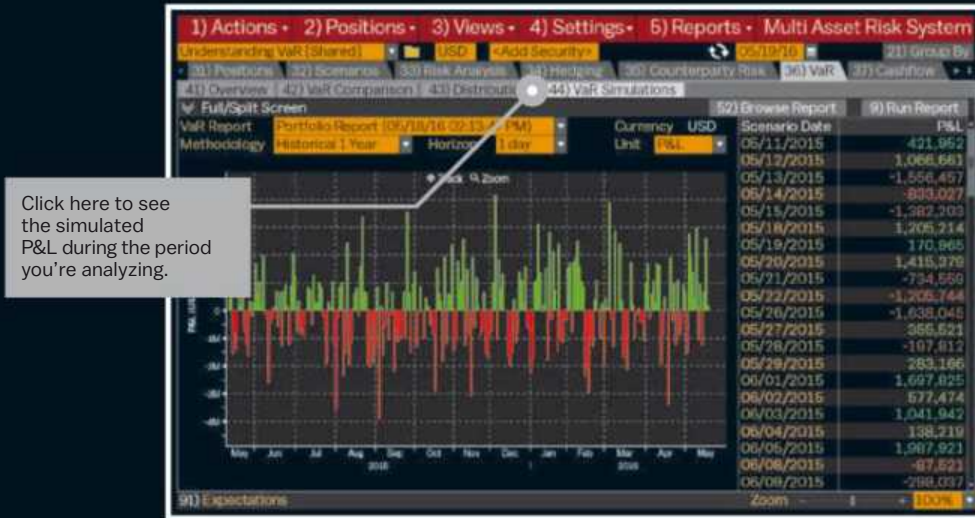 1) Actions 2) Positions 3) Views 4) Settings 5) Reports Multi Asset Risk System
Understanding VaR (Shared) USD <Add Security> 05/19/16 21) Group By
31) Positions 32) Scenarios 33) Risk Analysis 34) Hedging 35) Counterparty Risk 36) VaR 37) Cashflow
41) Overview 42) VaR Comparison 43) 44) VaR Simulations
Full/Split Screen 52) Browse Report 9) Run Report
VaR Report Portfolio Report (05/18/16 PM) Currency USD
Methodology Historical 1 Year Horizon 1 day Unit P&L
Track Zoom
Click here to see
the simulated
P&L during the period
you're analyzing.
0
May Jun Jul Aug Sep Oct Nov Dec Jan Feb Mar Apr May
2015 2016
Scenario Date P&L
05/11/2015 421,952
05/12/2015 1,066,661
05/13/2015 -1,556,457
05/14/2015 -833,027
05/15/2015 -1,382,203
05/18/2015 1,205,214
05/19/2015 170,965
05/20/2015 1,415,379
05/21/2015 -734,559
05/22/2015 -1,205,744
05/26/2015 -1,638,045
05/27/2015 355,521
05/28/2015 -197,812
05/29/2015 283,166
06/01/2015 1,697,825
06/02/2015 577,474
06/03/2015 1,041,942
06/04/2015 138,219
06/05/2015 1,987,921
06/08/2015 -87,521
06/09/2015 -298,037
91) Expectations Zoom - + 100%